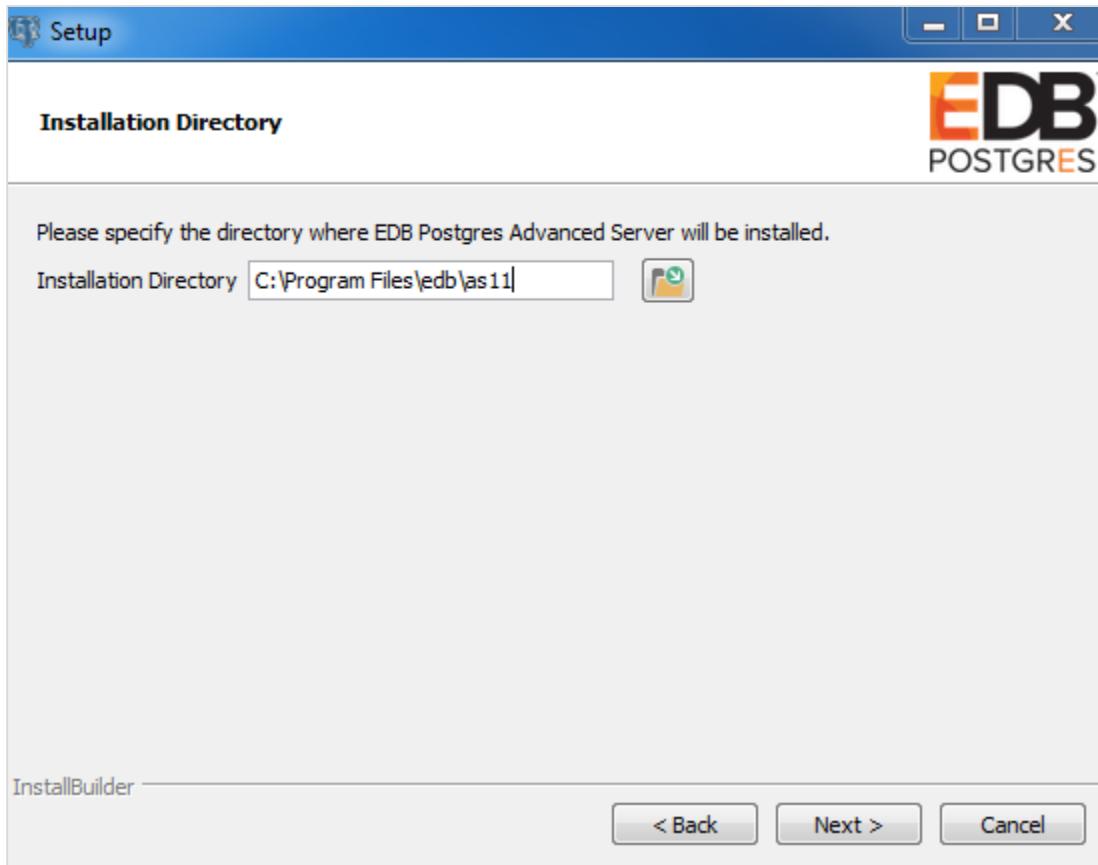 Setup
Installation Directory
EDB
POSTGRES
Please specify the directory where EDB Postgres Advanced Server will be installed.
Installation Directory C:\Program Files\edb\as11
InstallBuilder
< Back Next > Cancel